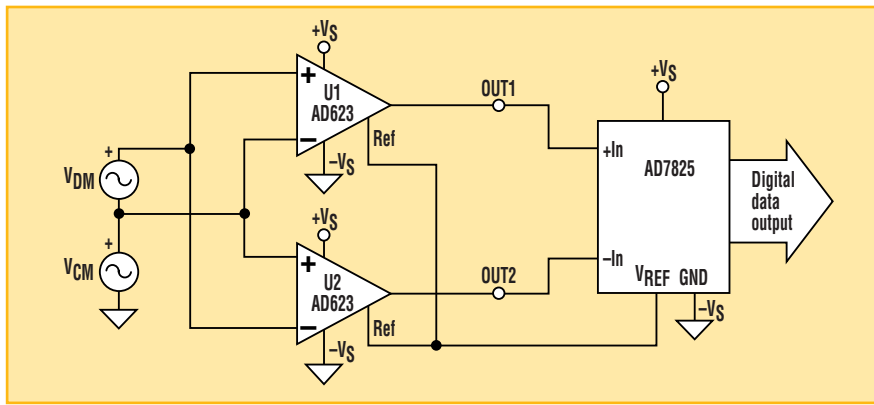 +VS
+
U1
AD623
OUT1
+VS
−
Ref
+In
AD7825
+
VDM
−VS
Digital
data
output
+VS
+
VCM
+
U2
AD623
OUT2
−In
VREF GND
−
Ref
−VS
−VS